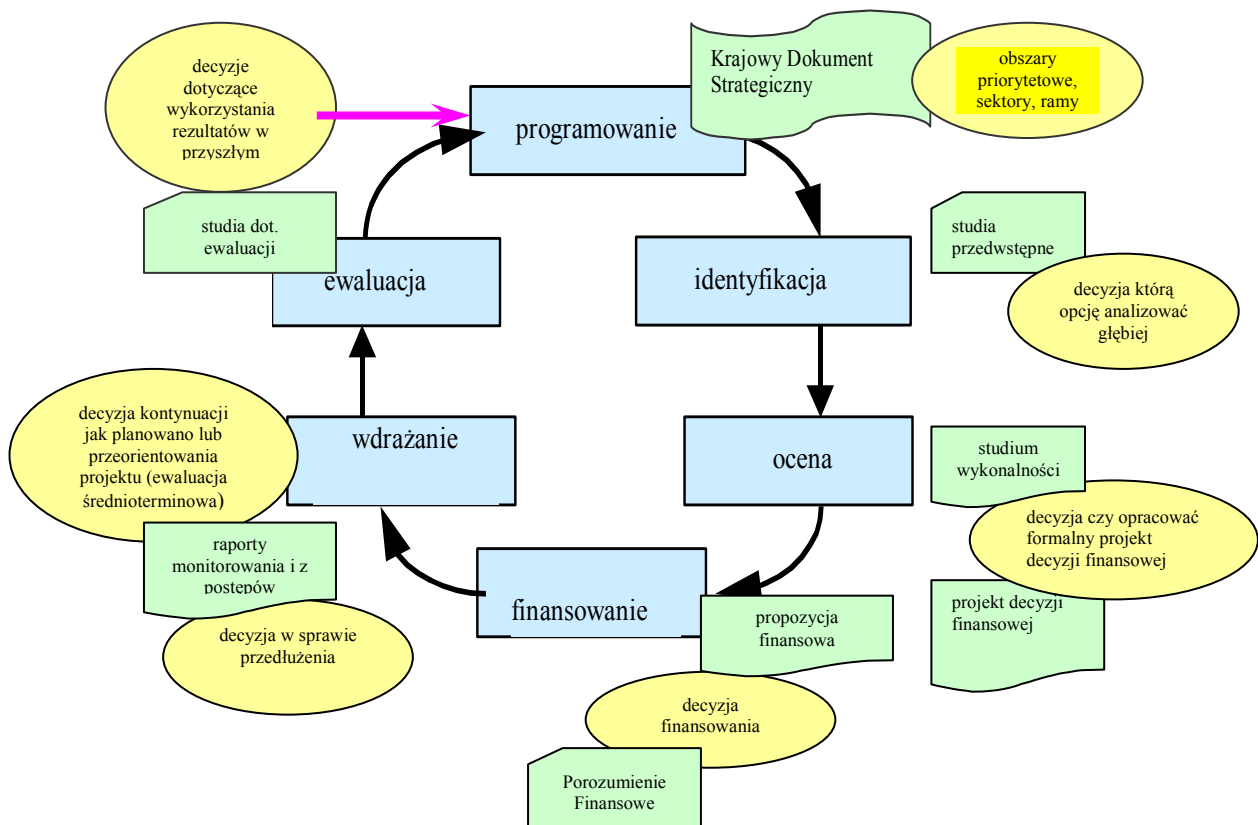 decyzje
dotyczące
wykorzystania
rezultatów w
przyszłym
Krajowy Dokument
Strategiczny
obszary
priorytetowe,
sektory, ramy
programowanie
studia dot.
ewaluacji
ewaluacja
identyfikacja
studia
przedwstępne
decyzja którą
opcję analizować
głębiej
decyzja kontynuacji
jak planowano lub
przeorientowania
projektu (ewaluacja
średnioterminowa)
wdrażanie
ocena
studium
wykonalności
decyzja czy opracować
formalny projekt
decyzji finansowej
raporty
monitorowania i z
postępów
finansowanie
propozycja
finansowa
projekt decyzji
finansowej
decyzja w sprawie
przedłużenia
decyzja
finansowania
Porozumienie
Finansowe